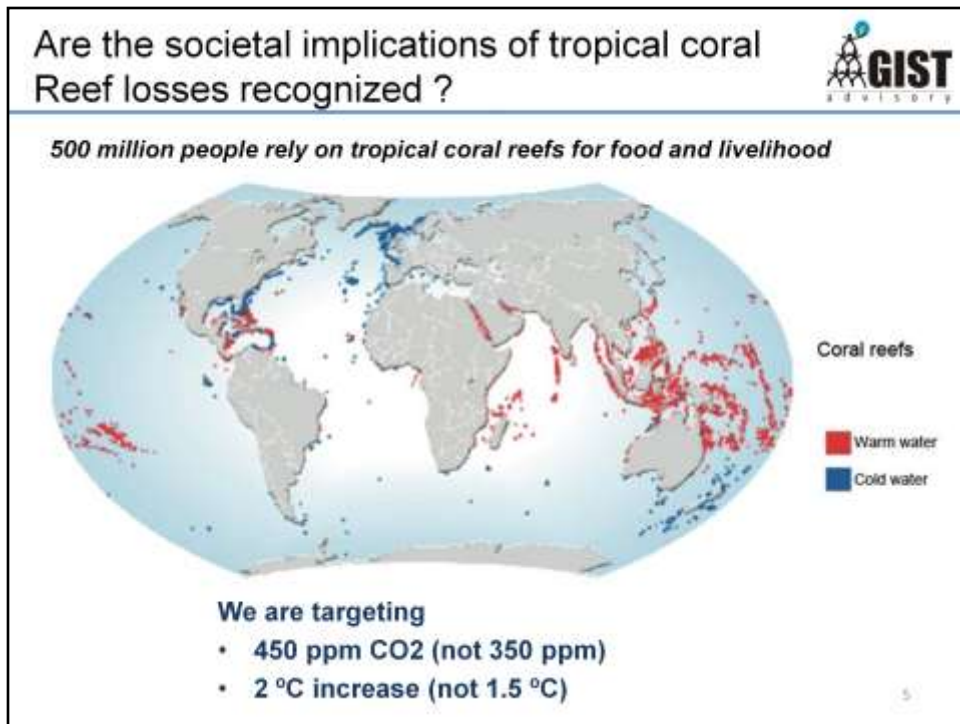 Are the societal implications of tropical coral
Reef losses recognized ?
GIST
advisory
500 million people rely on tropical coral reefs for food and livelihood
Coral reefs
Warm water
Cold water
We are targeting
• 450 ppm CO2 (not 350 ppm)
• 2 ºC increase (not 1.5 ºC)
5